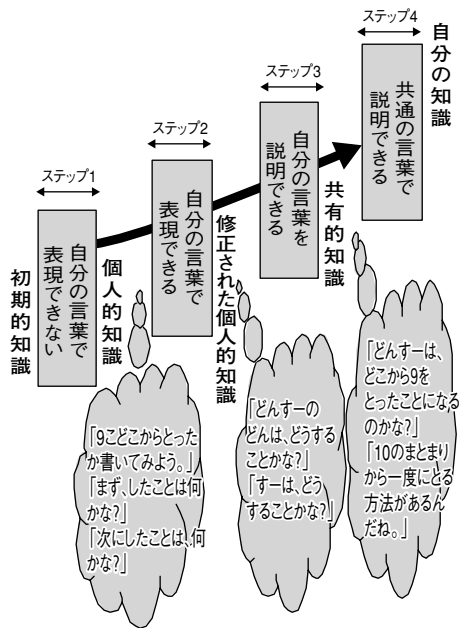 ステップ1
自分の言葉で
表現できない
初期的知識
ステップ2
自分の言葉で
表現できる
個人的知識
ステップ3
自分の言葉を
説明できる
修正された個人的知識
ステップ4
共通の言葉で
説明できる
共有的知識
自分の知識
「9こどこからとった
か書いてみよう。」
「まず、したことは何
かな?」
「次にしたことは、何
かな?」
「どんすーの
どんは、どうする
ことかな?」
「すーは、どう
することかな?」
「どんすーは、
どこから9を
とったことになる
のかな?」
「10のまとまり
から一度にとる
方法があるん
だね。」